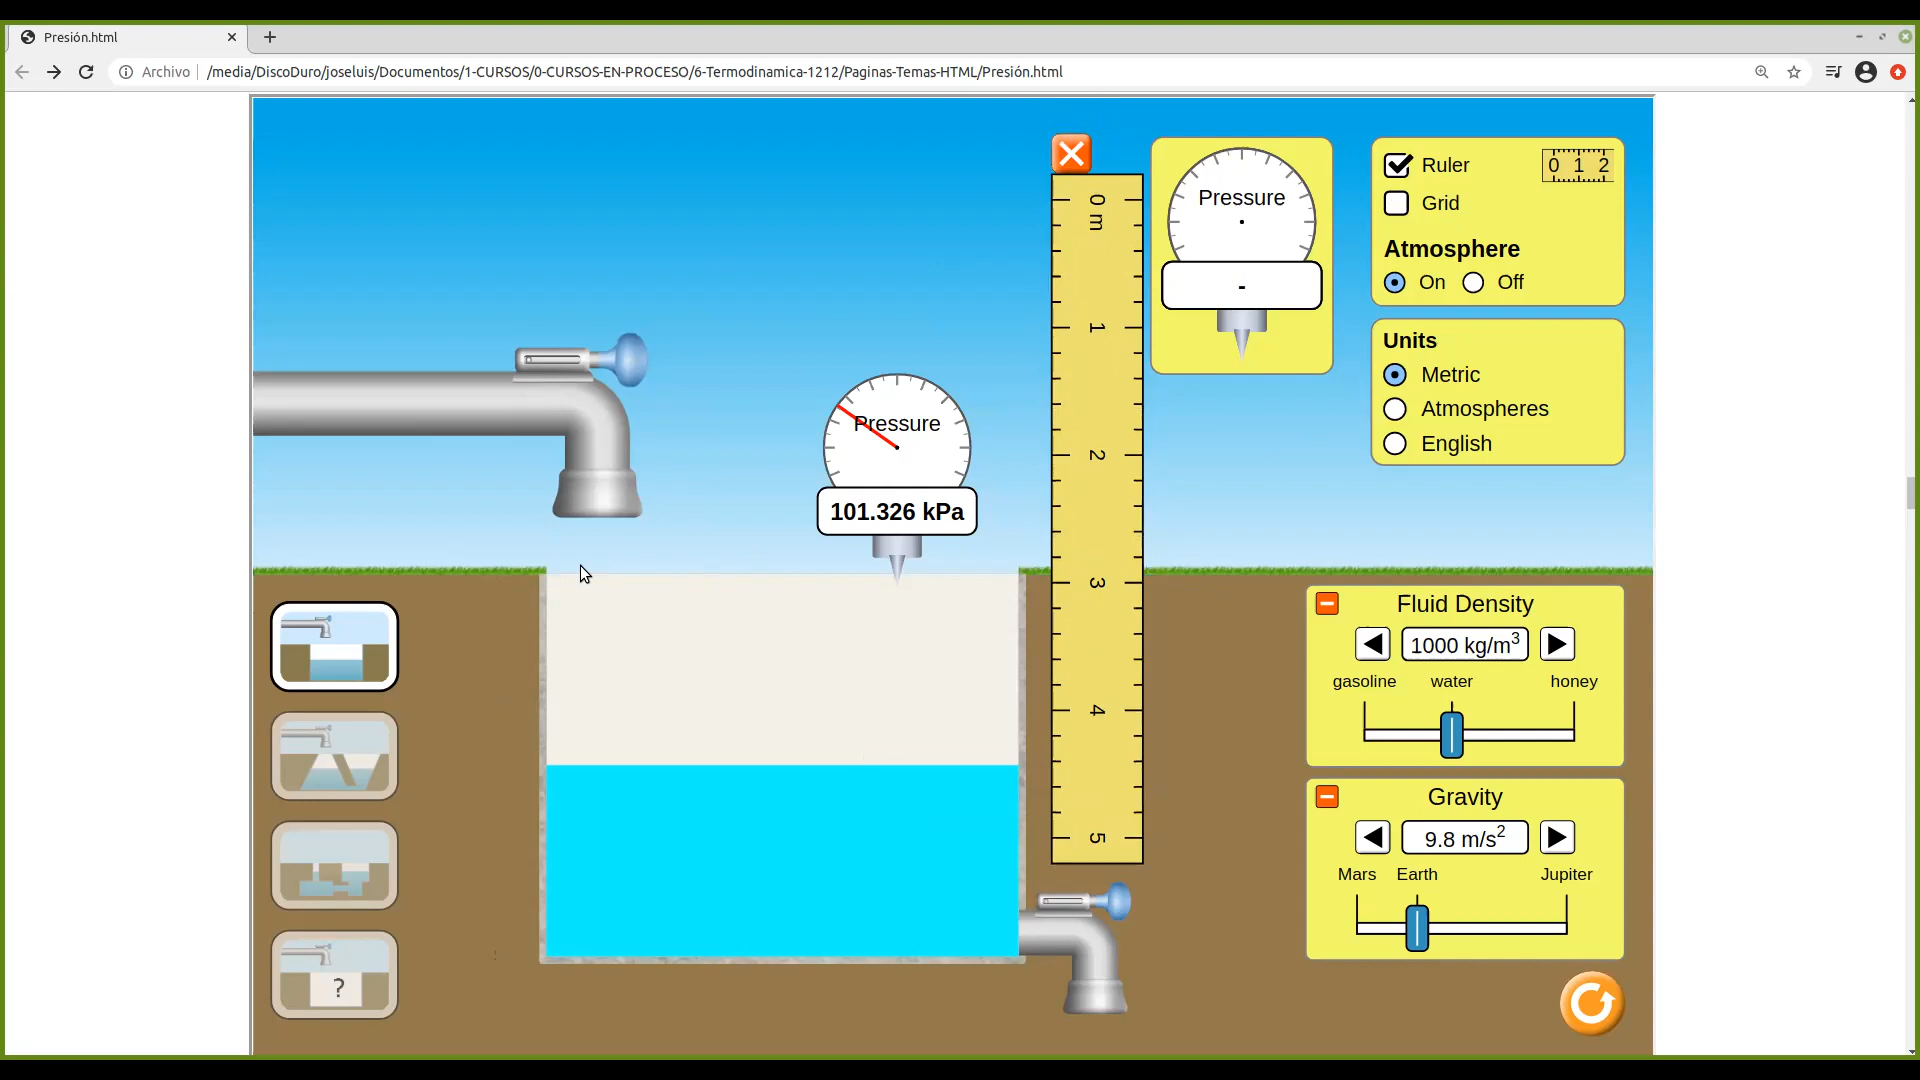 Presión.html
Archivo
/media/DiscoDuro/joseluis/Documentos/1-CURSOS/0-CURSOS-EN-PROCESO/6-Termodinamica-1212/Paginas-Temas-HTML/Presión.html
Pressure
-
Ruler
0 1 2
Grid
Atmosphere
On
Off
Units
Metric
Atmospheres
English
Pressure
101.326 kPa
0 m
1
2
3
4
5
Fluid Density
1000 kg/m³
gasoline
water
honey
Gravity
9.8 m/s²
Mars
Earth
Jupiter
?